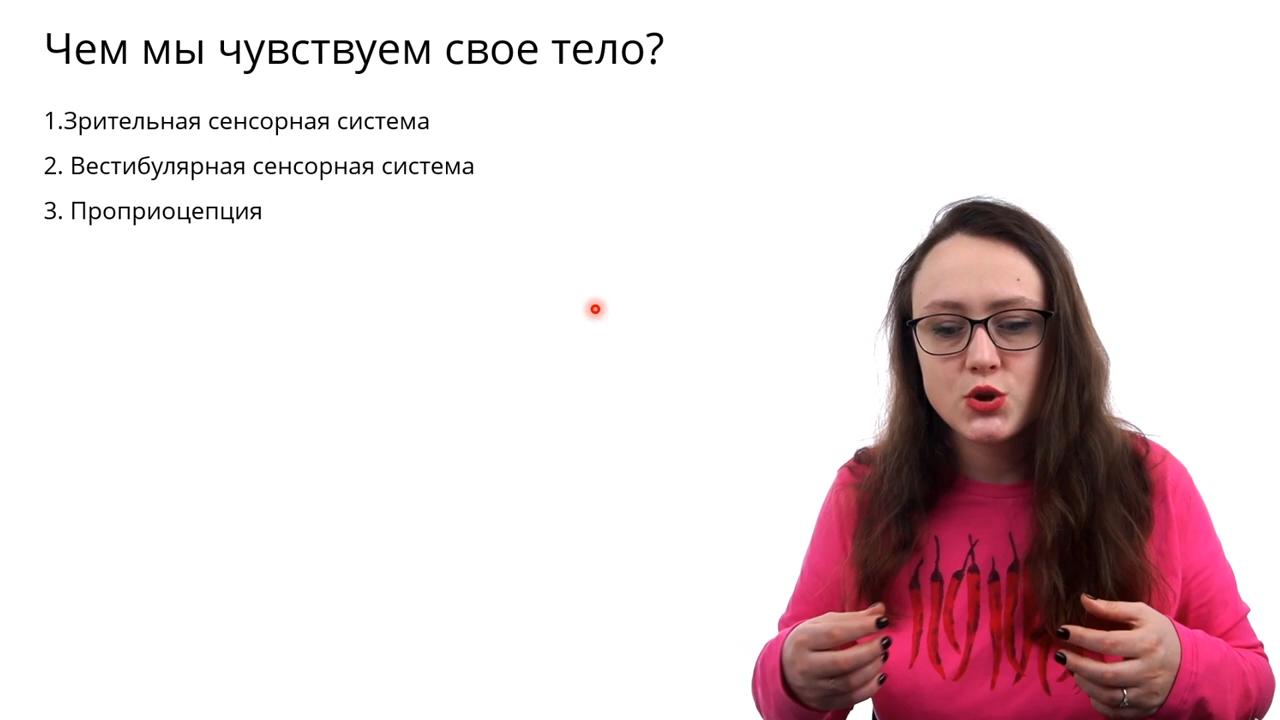 Чем мы чувствуем свое тело?
1.Зрительная сенсорная система
2. Вестибулярная сенсорная система
3. Проприоцепция